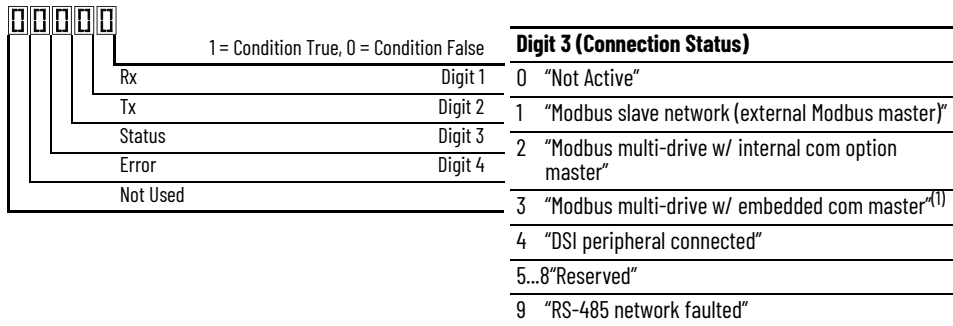 00000
1 = Condition True, 0 = Condition False
Rx Digit 1
Tx Digit 2
Status Digit 3
Error Digit 4
Not Used
Digit 3 (Connection Status)
0 “Not Active”
1 “Modbus slave network (external Modbus master)”
2 “Modbus multi-drive w/ internal com option
master”
3 “Modbus multi-drive w/ embedded com master”(1)
4 “DSI peripheral connected”
5…8“Reserved”
9 “RS-485 network faulted”